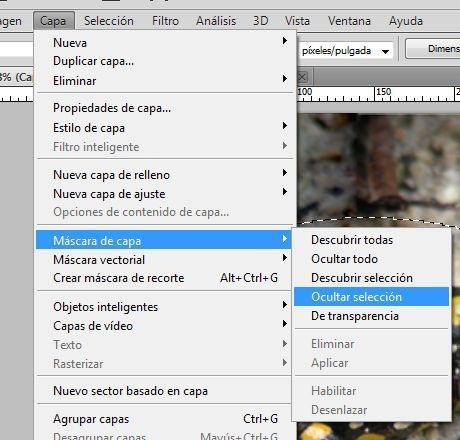 agen Capa Selección Filtro Análisis 3D Vista Ventana Ayuda
píxeles/pulgada Dimens
Nueva
Duplicar capa...
Eliminar
Propiedades de capa...
Estilo de capa
Filtro inteligente
Nueva capa de relleno
Nueva capa de ajuste
Opciones de contenido de capa...
Máscara de capa
Máscara vectorial
Crear máscara de recorte Alt+Ctrl+G
Objetos inteligentes
Capas de vídeo
Texto
Rasterizar
Nuevo sector basado en capa
Agrupar capas Ctrl+G
Desagrupar capas Mayús+Ctrl+G
8% (Ca
100 150
Descubrir todas
Ocultar todo
Descubrir selección
Ocultar selección
De transparencia
Eliminar
Aplicar
Habilitar
Desenlazar